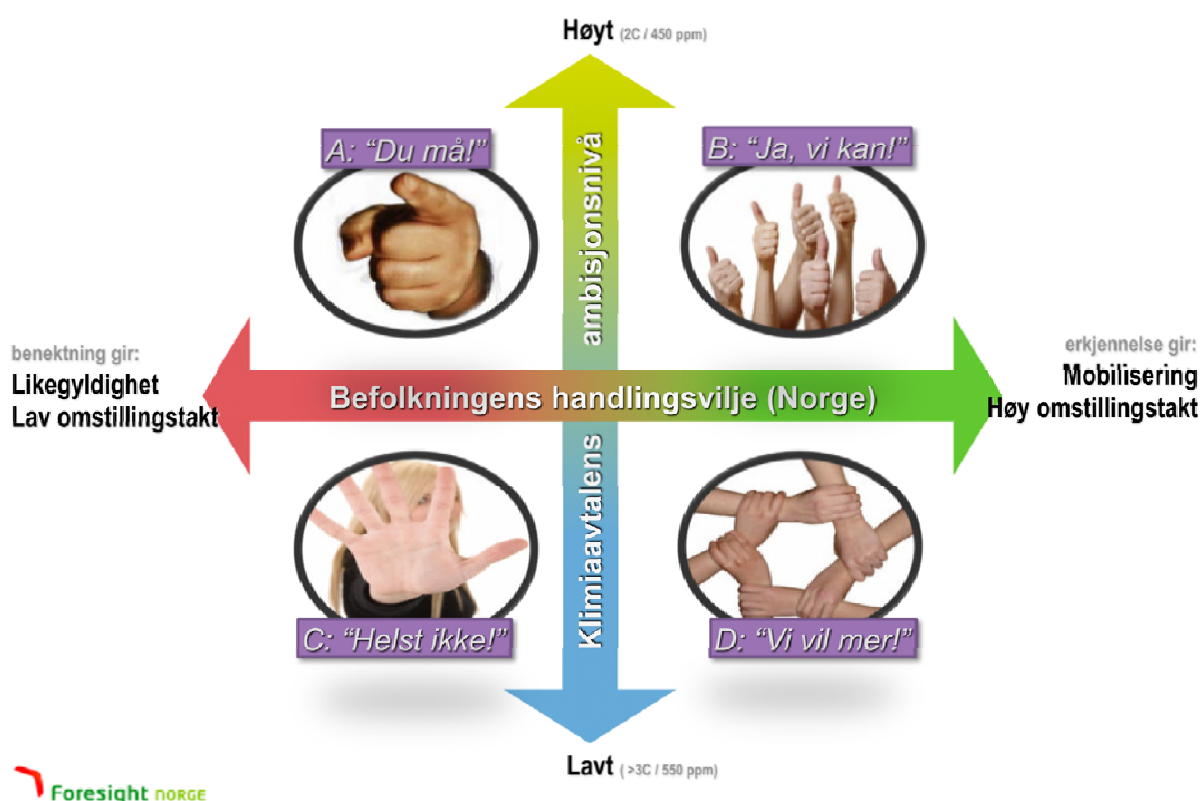 Høyt (2C / 450 ppm)
A: “Du må!”
B: “Ja, vi kan!”
ambisjonsnivå
benektning gir:
Likegyldighet
Lav omstillingstakt
Befolkningens handlingsvilje (Norge)
erkjennelse gir:
Mobilisering
Høy omstillingstakt
Klimiaavtalens
C: “Helst ikke!”
D: “Vi vil mer!”
Lavt ( >3C / 550 ppm)
Foresight NORGE